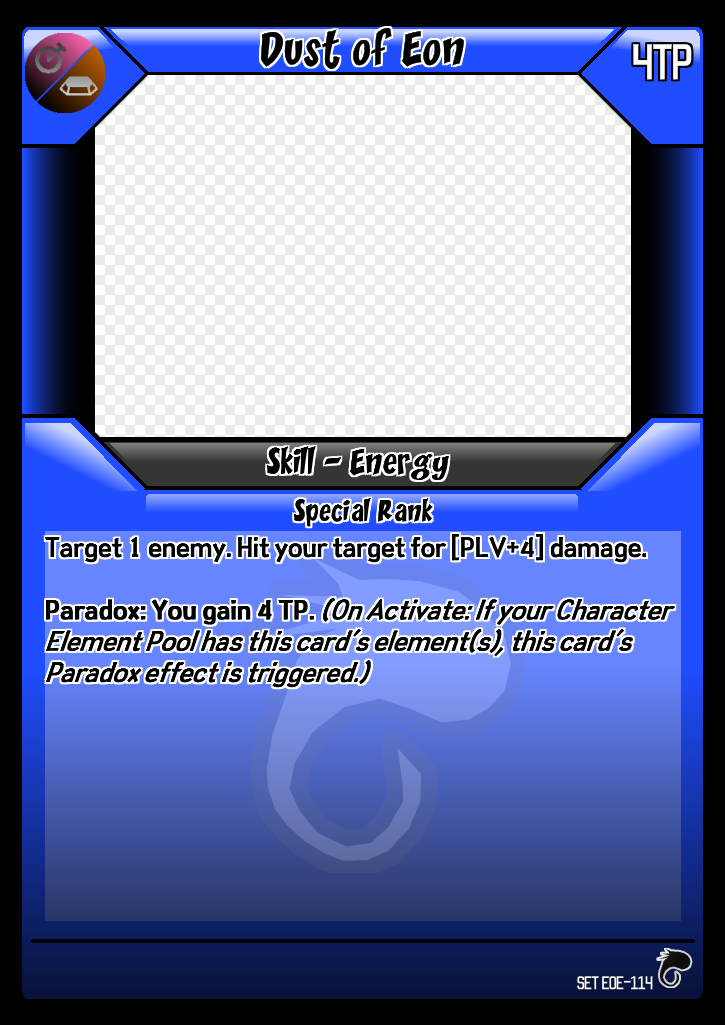 Dust of Eon
4TP
Skill - Energy
Special Rank
Target 1 enemy. Hit your target for [PLV+4] damage.
Paradox: You gain 4 TP. (On Activate: If your Character
Element Pool has this card's element(s), this card's
Paradox effect is triggered.)
SET EOE-114